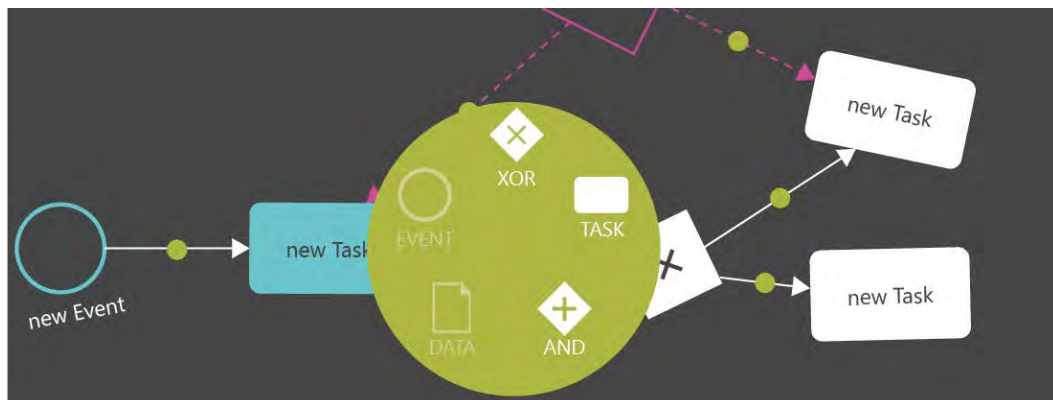 new Task
XOR
EVENT
TASK
new Task
new Task
new Event
DATA
AND